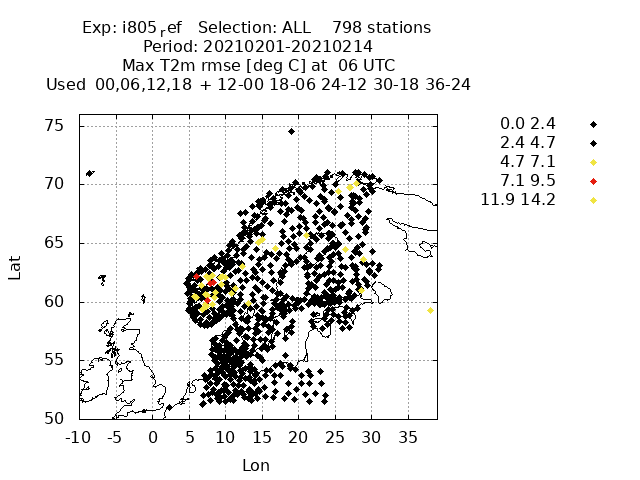 Exp: i805ref Selection: ALL 798 stations
Period: 20210201-20210214
Max T2m rmse [deg C] at 06 UTC
Used 00,06,12,18 + 12-00 18-06 24-12 30-18 36-24
0.0 2.4
2.4 4.7
4.7 7.1
7.1 9.5
11.9 14.2
75
70
65
60
55
50
Lat
-10 -5 0 5 10 15 20 25 30 35
Lon